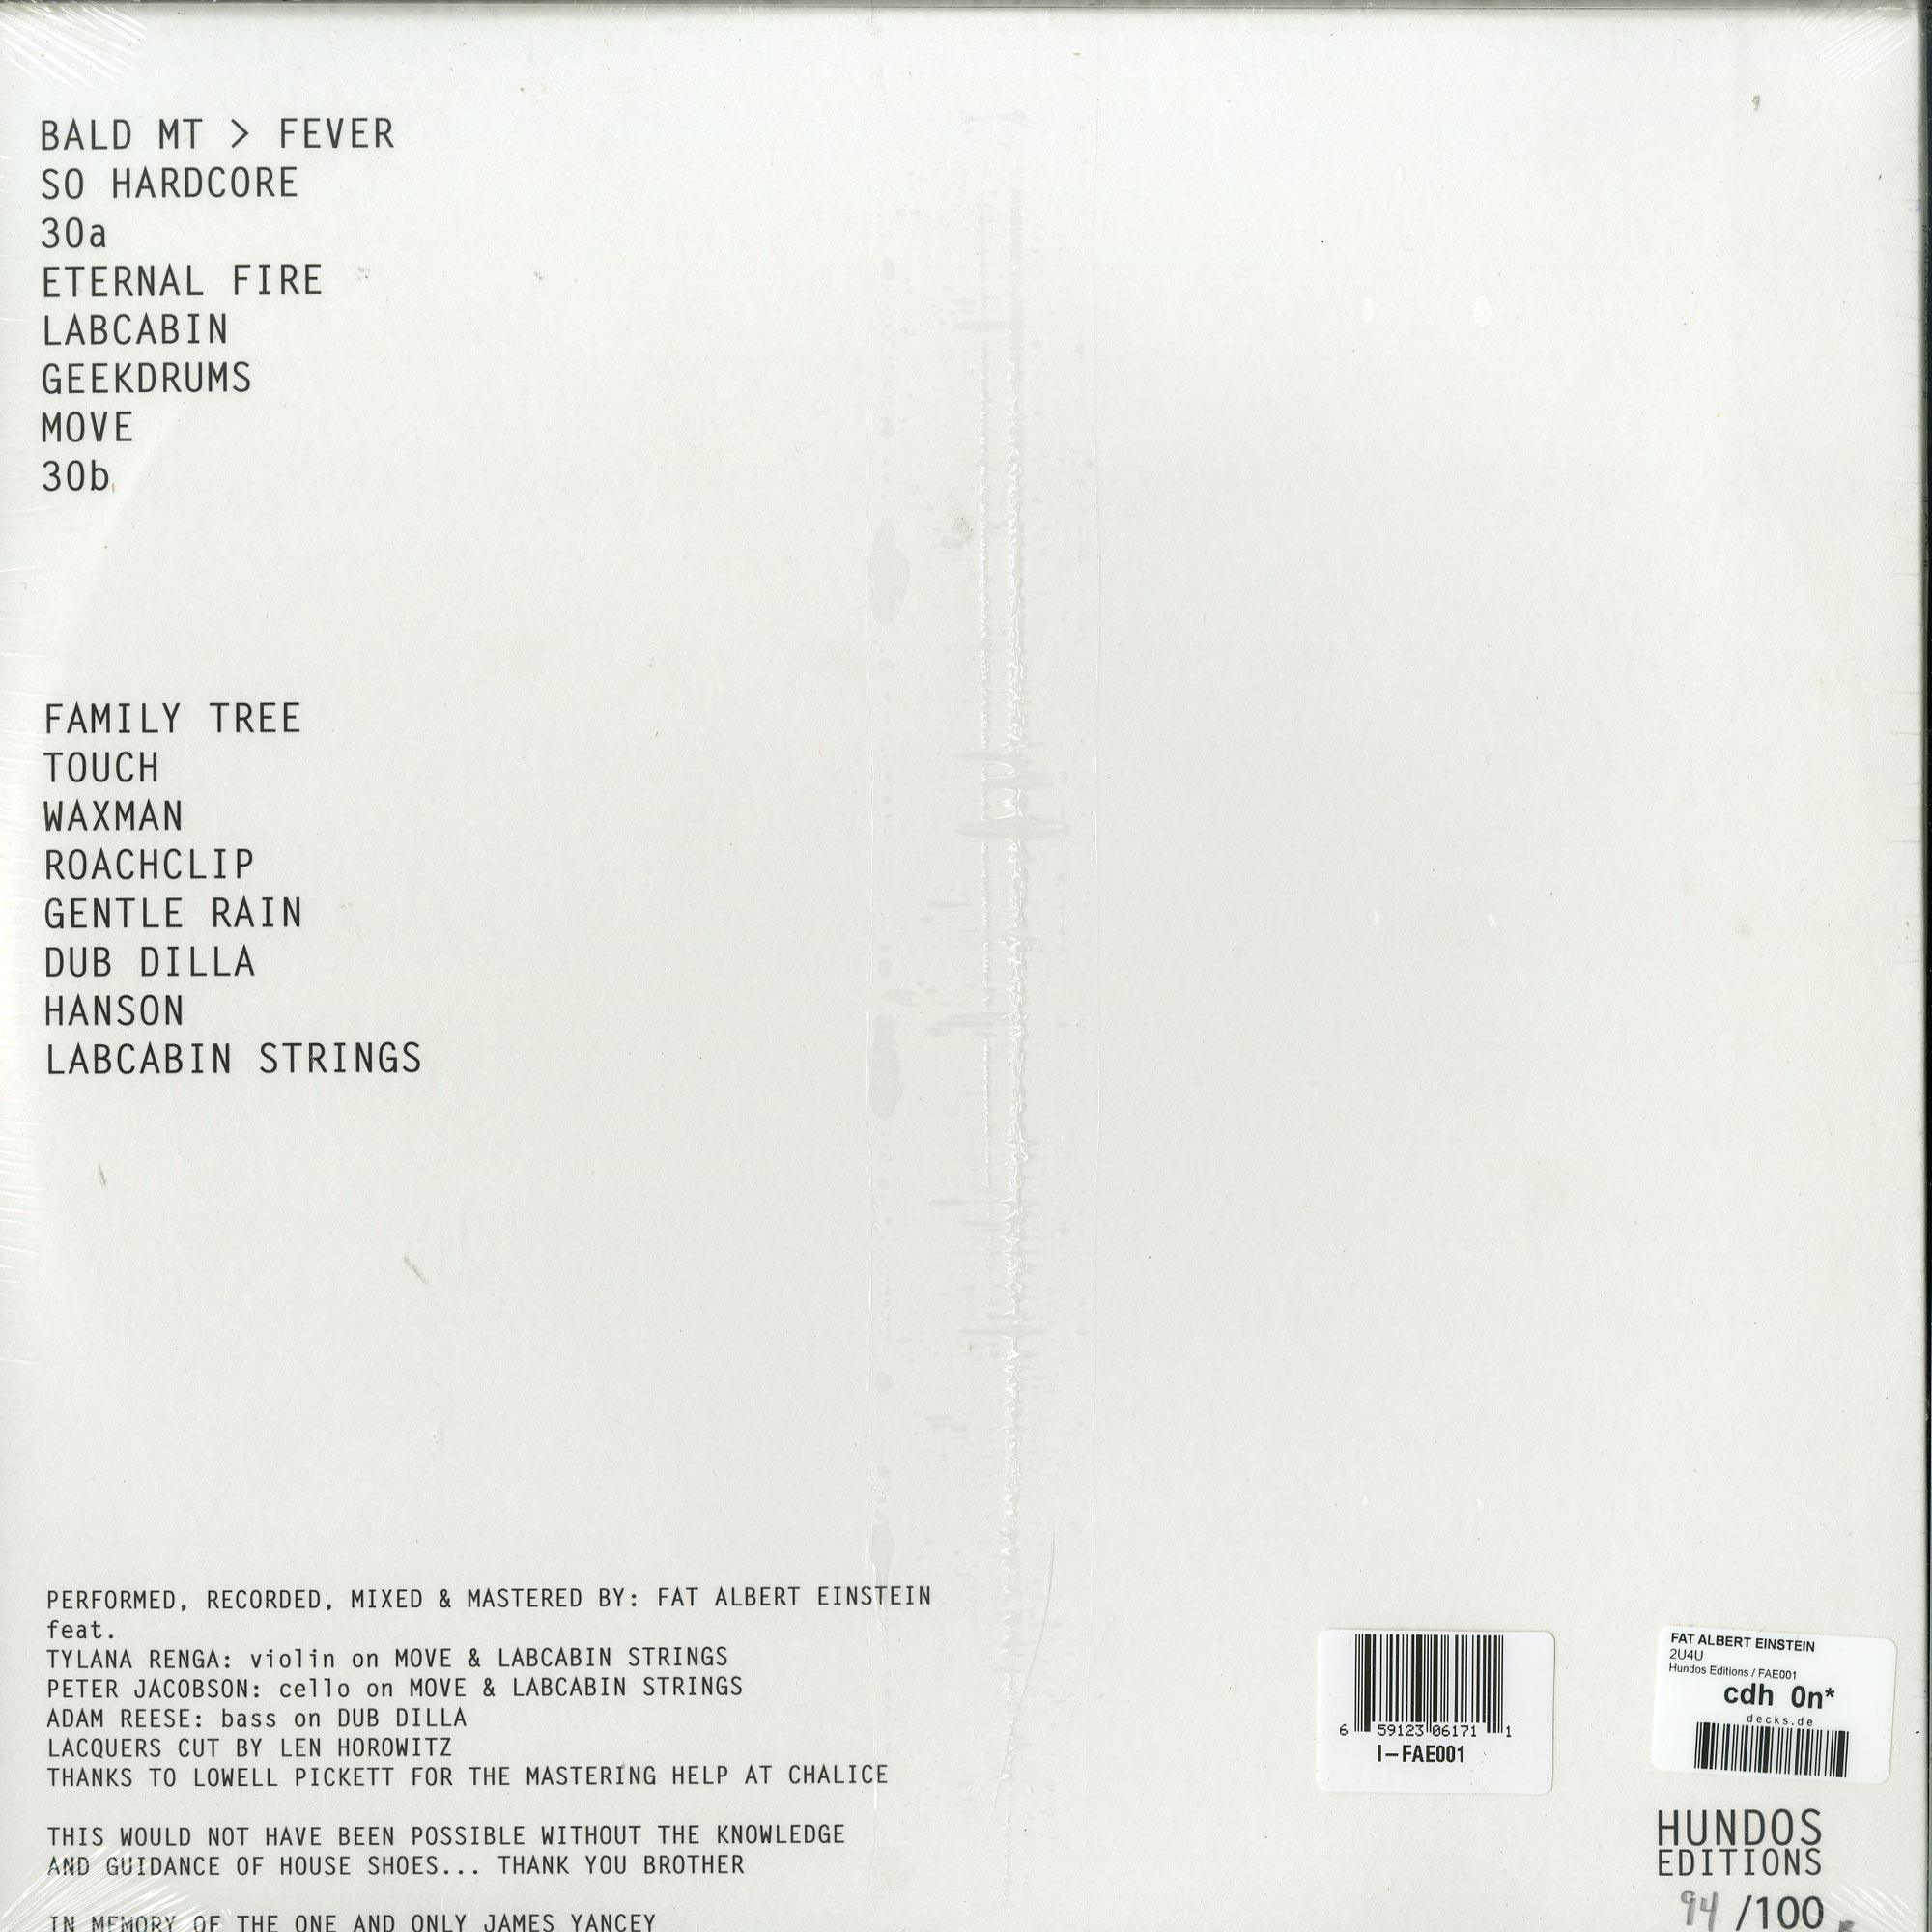 BALD MT > FEVER
SO HARDCORE
30a
ETERNAL FIRE
LABCABIN
GEEKDRUMS
MOVE
30b
FAMILY TREE
TOUCH
WAXMAN
ROACHCLIP
GENTLE RAIN
DUB DILLA
HANSON
LABCABIN STRINGS
PERFORMED, RECORDED, MIXED & MASTERED BY: FAT ALBERT EINSTEIN
feat.
TYLANA RENGA: violin on MOVE & LABCABIN STRINGS
PETER JACOBSON: cello on MOVE & LABCABIN STRINGS
ADAM REESE: bass on DUB DILLA
LACQUERS CUT BY LEN HOROWITZ
THANKS TO LOWELL PICKETT FOR THE MASTERING HELP AT CHALICE
THIS WOULD NOT HAVE BEEN POSSIBLE WITHOUT THE KNOWLEDGE
AND GUIDANCE OF HOUSE SHOES... THANK YOU BROTHER
IN MEMORY OF THE ONE AND ONLY JAMES YANCEY
6 59123 06171 1
I-FAE001
FAT ALBERT EINSTEIN
2U4U
Hundos Editions / FAE001
cdh 0n*
decks.de
HUNDOS
EDITIONS
94 /100